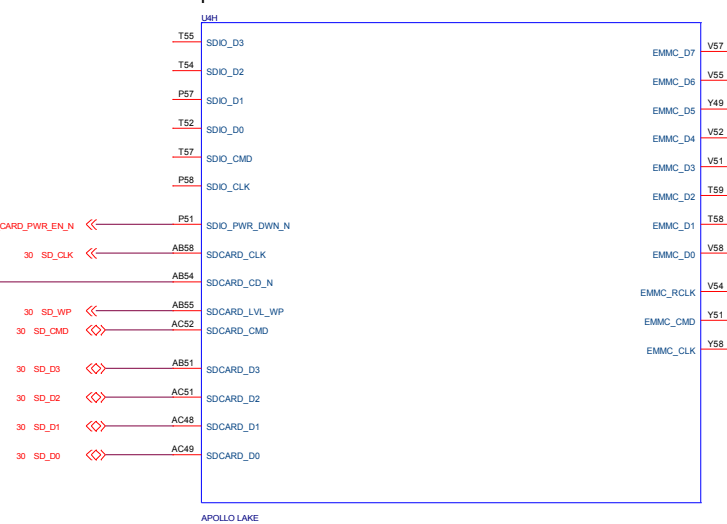 U4H
T55 SDIO_D3
EMMC_D7 V57
T54 SDIO_D2
EMMC_D6 V55
P57 SDIO_D1
EMMC_D5 Y49
T52 SDIO_D0
EMMC_D4 V52
T57 SDIO_CMD
EMMC_D3 V51
P58 SDIO_CLK
EMMC_D2 T59
CARD_PWR_EN_N P51 SDIO_PWR_DWN_N
EMMC_D1 T58
30 SD_CLK AB58 SDCARD_CLK
EMMC_D0 V58
AB54 SDCARD_CD_N
EMMC_RCLK V54
30 SD_WP AB55 SDCARD_LVL_WP
EMMC_CMD Y51
30 SD_CMD AC52 SDCARD_CMD
EMMC_CLK Y58
30 SD_D3 AB51 SDCARD_D3
30 SD_D2 AC51 SDCARD_D2
30 SD_D1 AC48 SDCARD_D1
30 SD_D0 AC49 SDCARD_D0
APOLLO LAKE